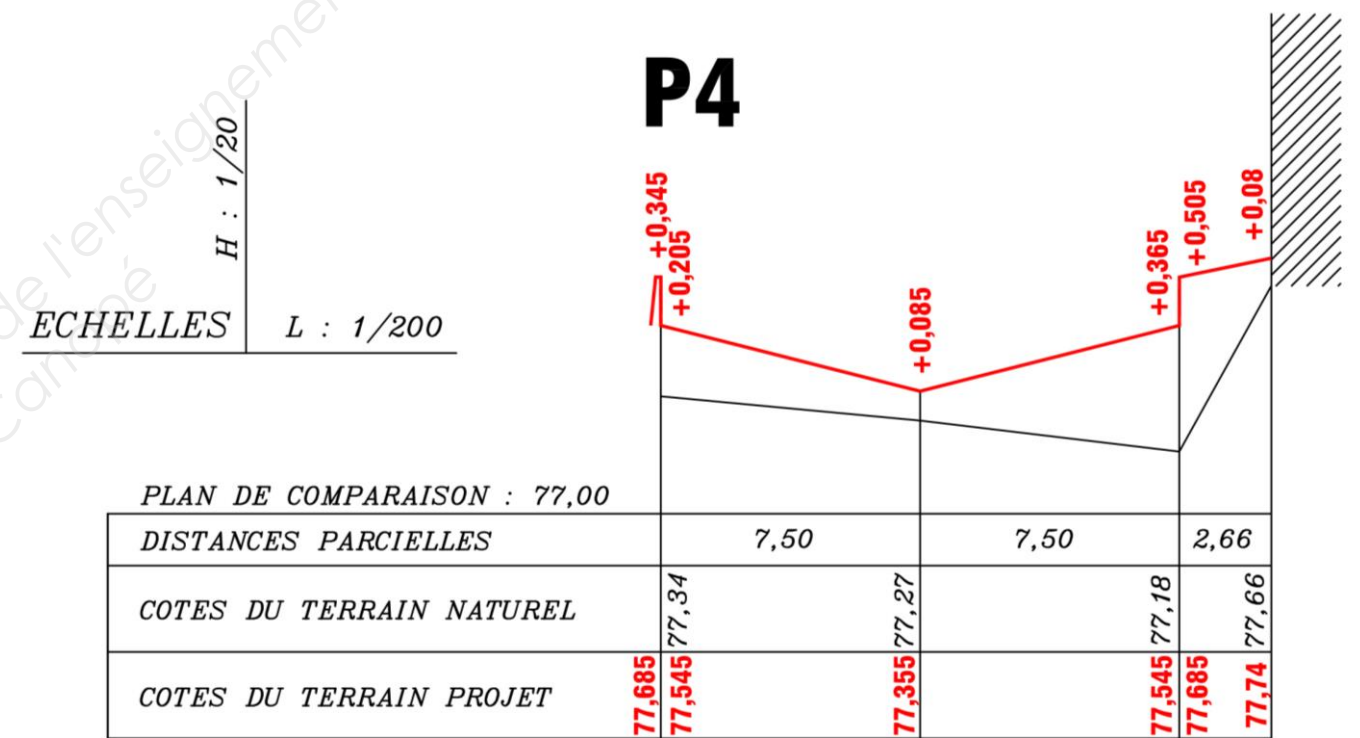 de l'enseignement
Canopé
P4
H : 1/20
ECHELLES L : 1/200
+0,345
+0,205
+0,085
+0,365
+0,505
+0,08
PLAN DE COMPARAISON : 77,00
DISTANCES PARCIELLES 7,50 7,50 2,66
COTES DU TERRAIN NATUREL 77,34 77,27 77,18 77,66
COTES DU TERRAIN PROJET 77,685 77,545 77,355 77,545 77,685 77,74